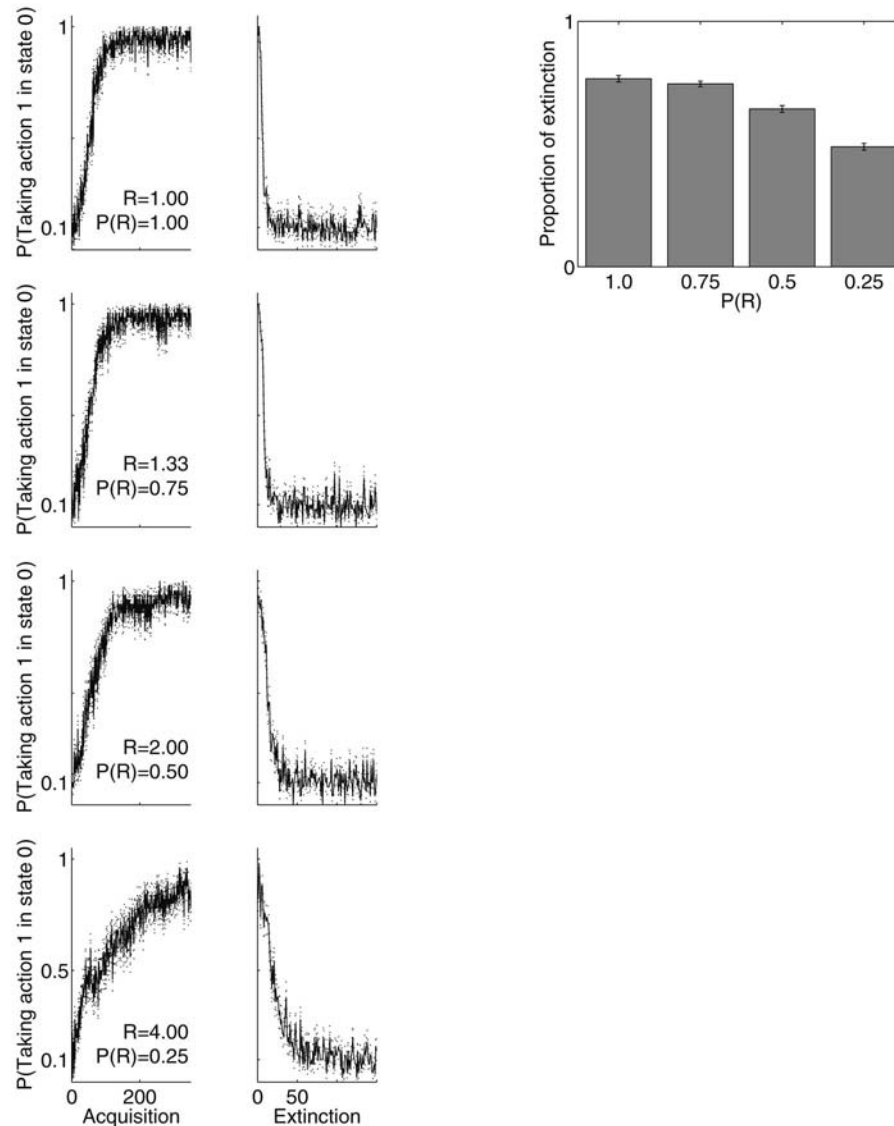 P(Taking action 1 in state 0)
1
0.1
R=1.00
P(R)=1.00
P(Taking action 1 in state 0)
1
0.1
R=1.33
P(R)=0.75
P(Taking action 1 in state 0)
1
0.1
R=2.00
P(R)=0.50
P(Taking action 1 in state 0)
1
0.5
0.1
R=4.00
P(R)=0.25
0 200
Acquisition
0 50
Extinction
Proportion of extinction
1
0
1.0 0.75 0.5 0.25
P(R)